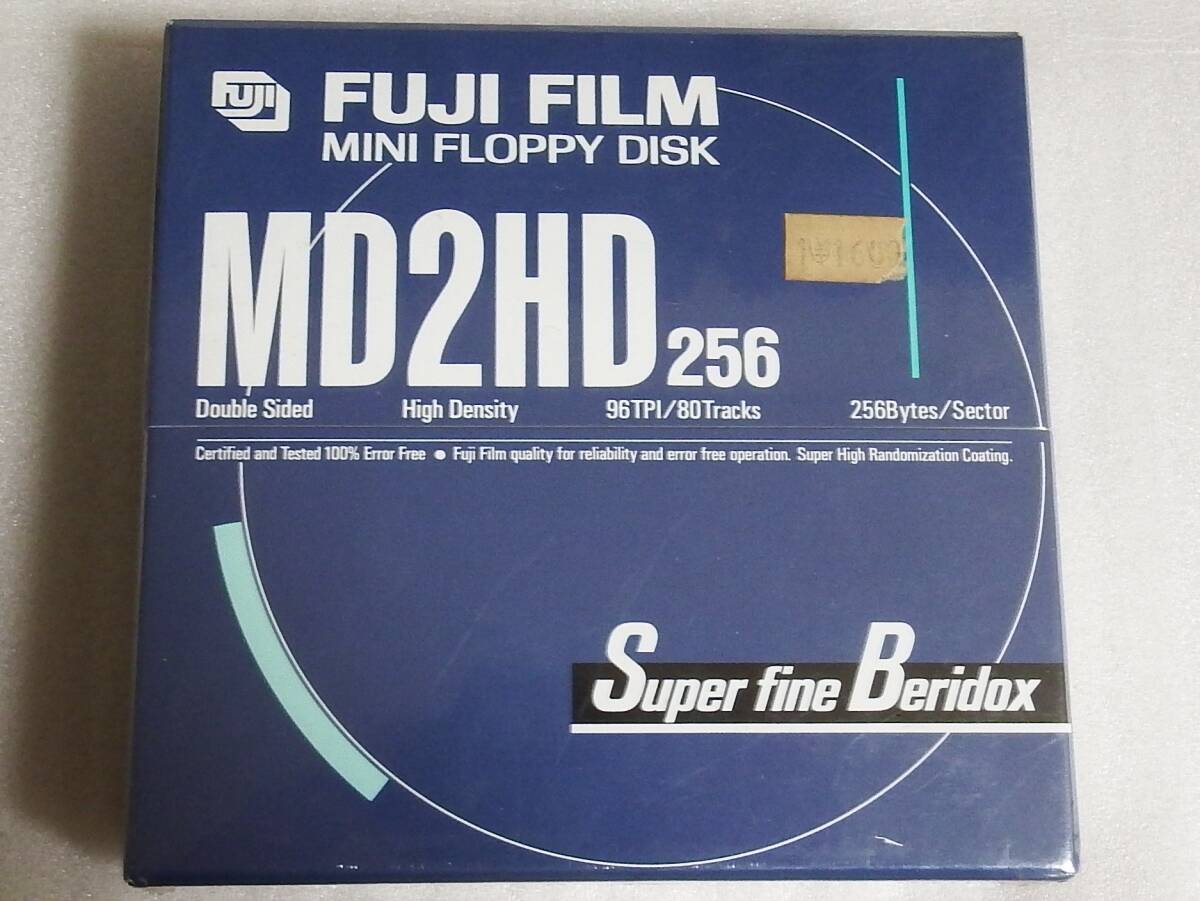 FUJI
FUJI FILM
MINI FLOPPY DISK
MD2HD 256
Double Sided High Density 96TPI/80Tracks 256Bytes/Sector
Certified and Tested 100% Error Free ● Fuji Film quality for reliability and error free operation. Super High Randomization Coating.
Super fine Beridox